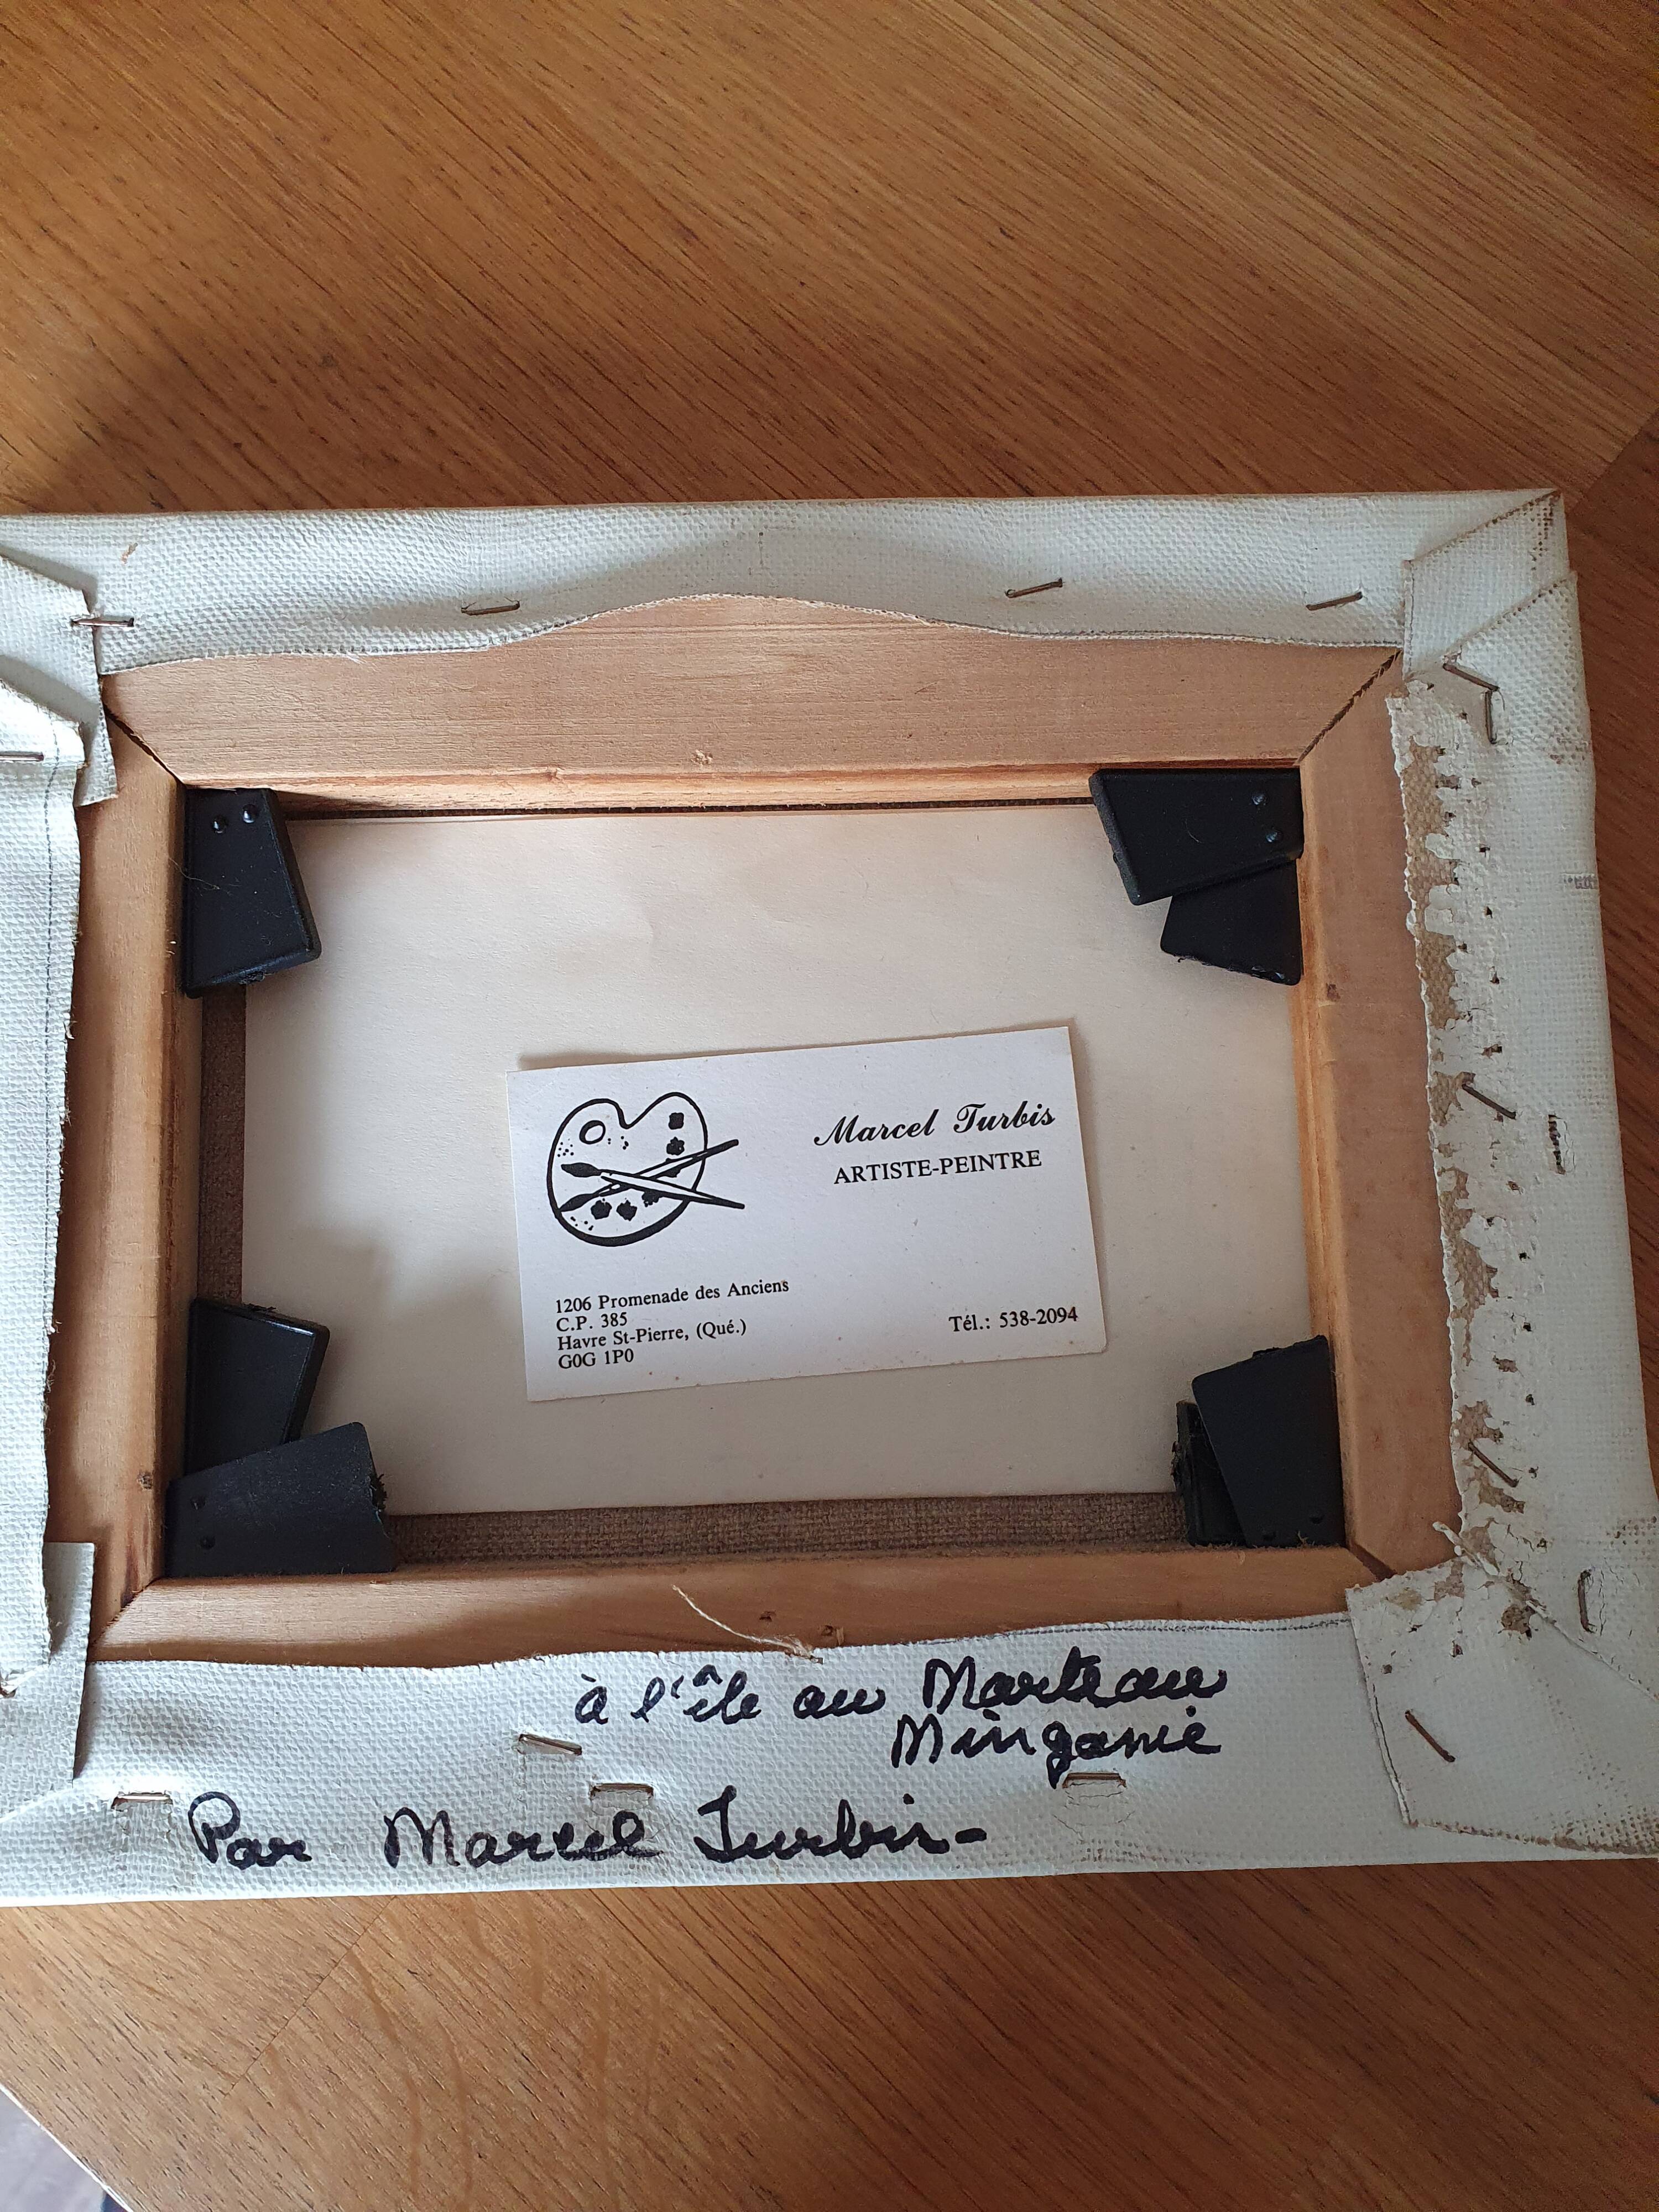 Marcel Turbis
ARTISTE-PEINTRE
1206 Promenade des Anciens
C.P. 385
Havre St-Pierre, (Qué.)
G0G 1P0
Tél.: 538-2094
à l'île au Marteau
Minganie
Par Marcel Turbis-